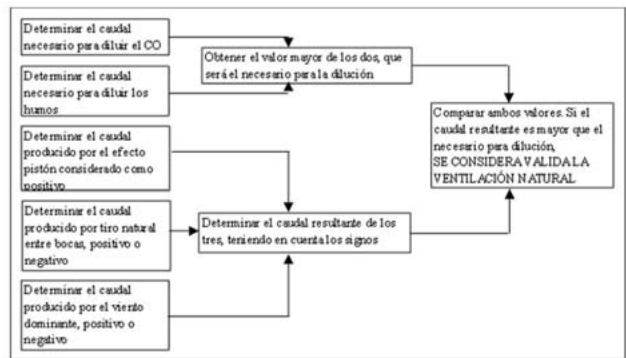 Determinar el caudal
necesario para diluir el CO
Determinar el caudal
necesario para diluir los
humos
Determinar el caudal
producido por el efecto
pistón considerado como
positivo
Determinar el caudal
producido por tiro natural
entre bocas, positivo o
negativo
Determinar el caudal
producido por el viento
dominante, positivo o
negativo
Obtener el valor mayor de los dos, que
será el necesario para la dilución
Determinar el caudal resultante de los
tres, teniendo en cuenta los signos
Comparar ambos valores. Si el
caudal resultante es mayor que el
necesario para dilución,
SE CONSIDERA VALIDA LA
VENTILACIÓN NATURAL